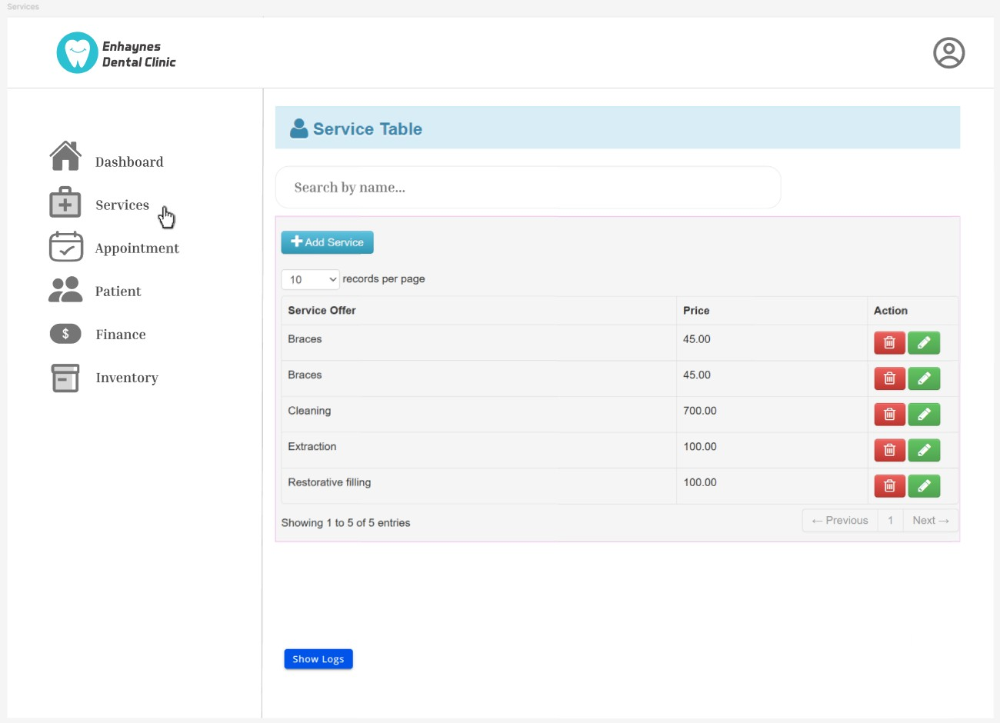 Services
Enhaynes
Dental Clinic
Dashboard
Services
Appointment
Patient
$ Finance
Inventory
Service Table
Search by name...
Add Service
10 records per page
Service Offer Price Action
Braces 45.00
Braces 45.00
Cleaning 700.00
Extraction 100.00
Restorative filling 100.00
Showing 1 to 5 of 5 entries
← Previous 1 Next →
Show Logs